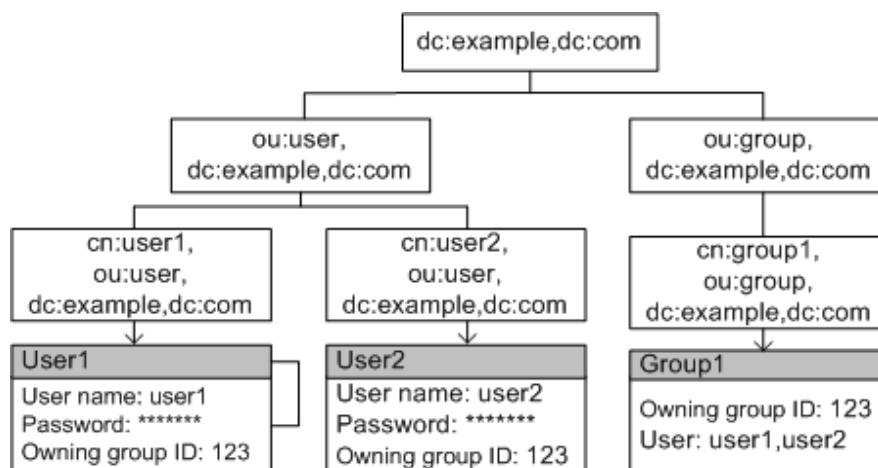 dc:example,dc:com
ou:user,
dc:example,dc:com
ou:group,
dc:example,dc:com
cn:user1,
ou:user,
dc:example,dc:com
cn:user2,
ou:user,
dc:example,dc:com
cn:group1,
ou:group,
dc:example,dc:com
User1
User name: user1
Password: *******
Owning group ID: 123
User2
User name: user2
Password: *******
Owning group ID: 123
Group1
Owning group ID: 123
User: user1,user2